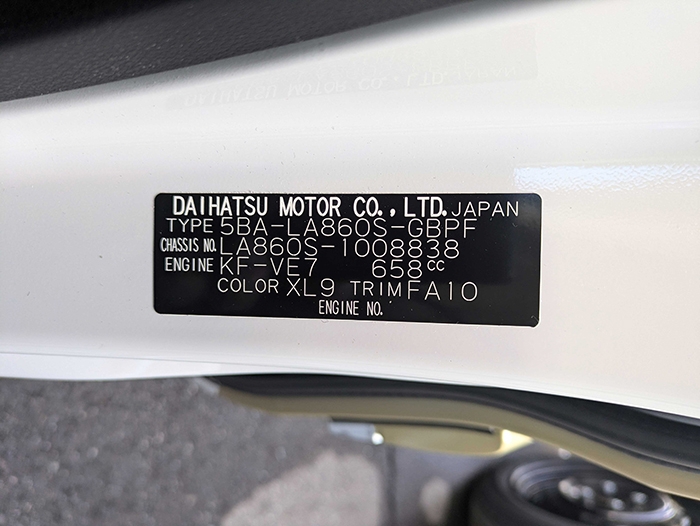 DAIHATSU MOTOR CO., LTD. JAPAN
TYPE 5BA-LA860S-GBPF
CHASSIS NO. LA860S-1008838
ENGINE KF-VE7 658cc
COLOR XL9 TRIM FA10
ENGINE NO.